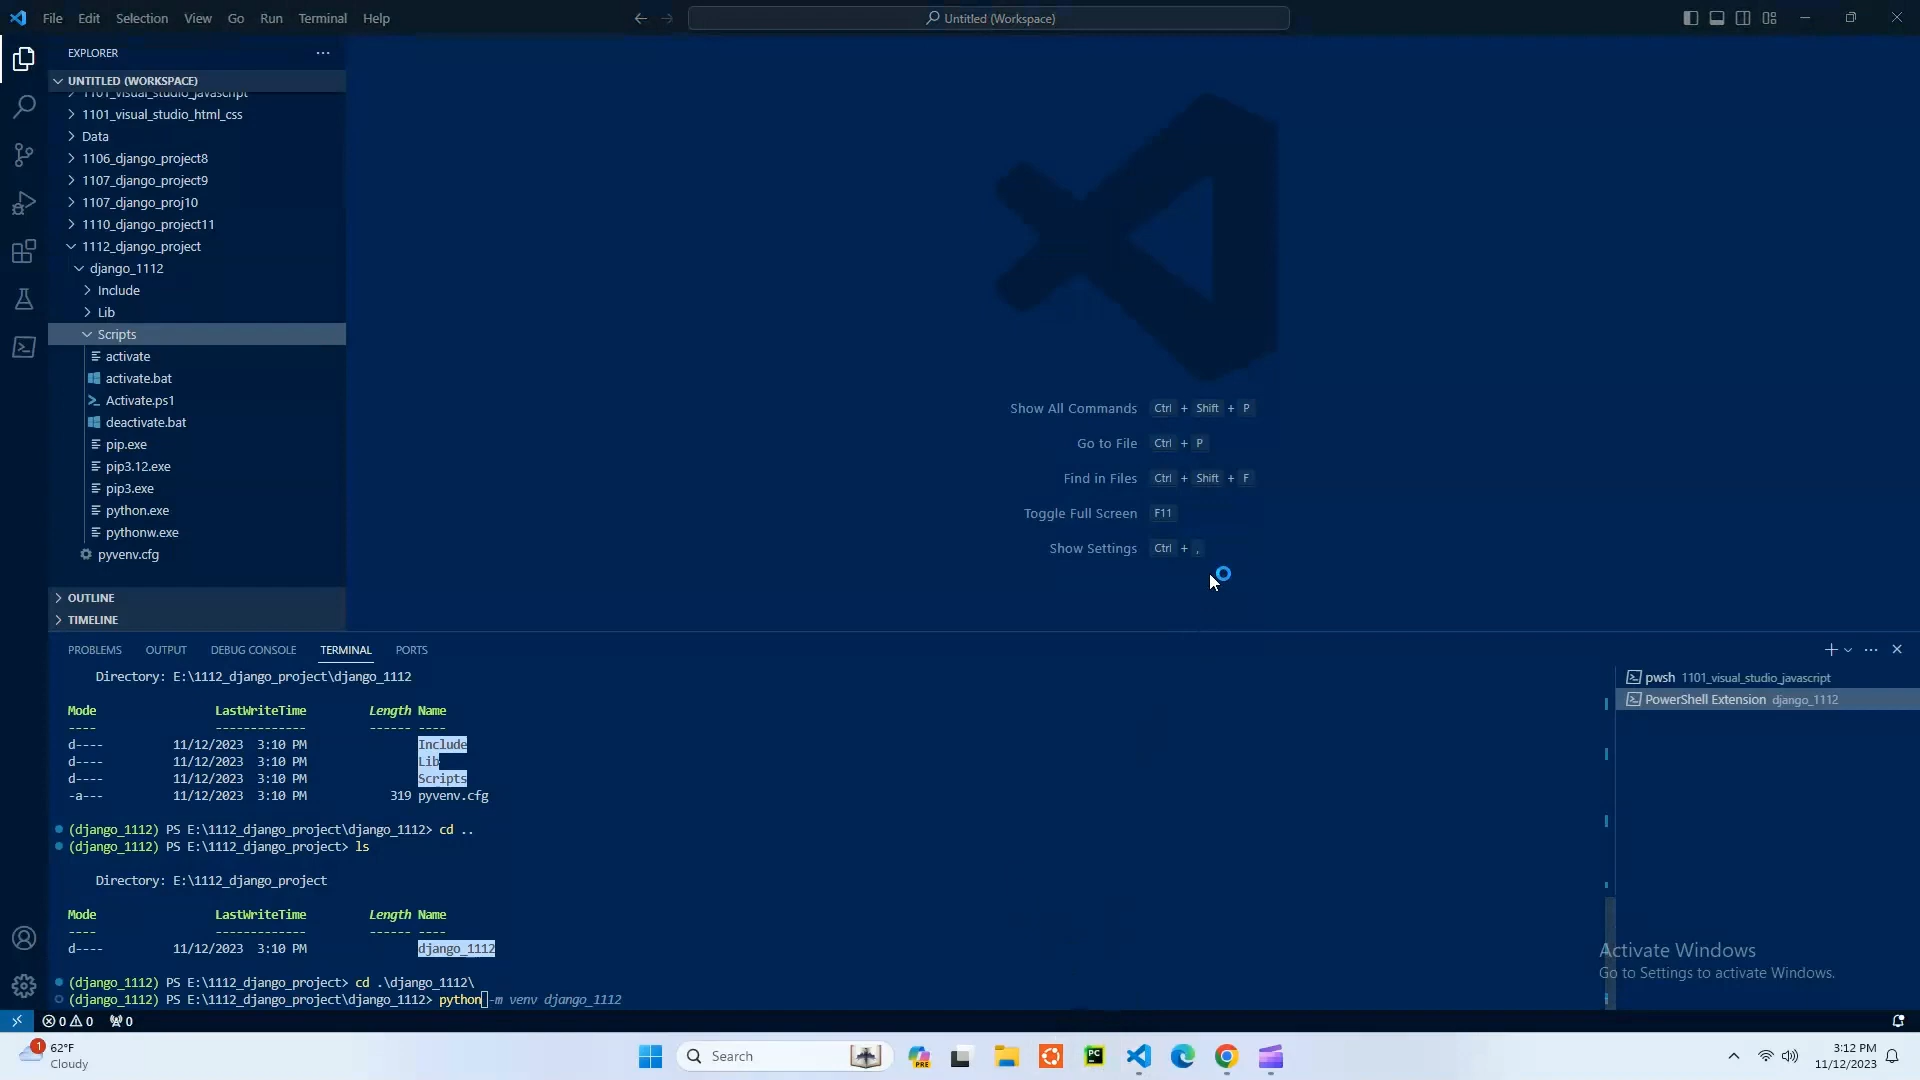 File Edit Selection View Go Run Terminal Help
Untitled (Workspace)
EXPLORER
UNTITLED (WORKSPACE)
1101_visual_studio_javascript
1101_visual_studio_html_css
Data
1106_django_project8
1107_django_project9
1107_django_proj10
1110_django_project11
1112_django_project
django_1112
Include
Lib
Scripts
activate
activate.bat
Activate.ps1
deactivate.bat
pip.exe
pip3.12.exe
pip3.exe
python.exe
pythonw.exe
pyvenv.cfg
OUTLINE
TIMELINE
Show All Commands Ctrl + Shift + P
Go to File Ctrl + P
Find in Files Ctrl + Shift + F
Toggle Full Screen F11
Show Settings Ctrl + ,
PROBLEMS OUTPUT DEBUG CONSOLE TERMINAL PORTS
Directory: E:\1112_django_project\django_1112
Mode LastWriteTime Length Name
---- ------------- ------ ----
d---- 11/12/2023 3:10 PM Include
d---- 11/12/2023 3:10 PM Lib
d---- 11/12/2023 3:10 PM Scripts
-a--- 11/12/2023 3:10 PM 319 pyvenv.cfg
(django_1112) PS E:\1112_django_project\django_1112> cd ..
(django_1112) PS E:\1112_django_project> ls
Directory: E:\1112_django_project
Mode LastWriteTime Length Name
---- ------------- ------ ----
d---- 11/12/2023 3:10 PM django_1112
(django_1112) PS E:\1112_django_project> cd .\django_1112\
(django_1112) PS E:\1112_django_project\django_1112> python -m venv django_1112
pwsh 1101_visual_studio_javascript
PowerShell Extension django_1112
Activate Windows
Go to Settings to activate Windows.
0 0 0
1
62°F
Cloudy
Search
PRE
PC
3:12 PM
11/12/2023